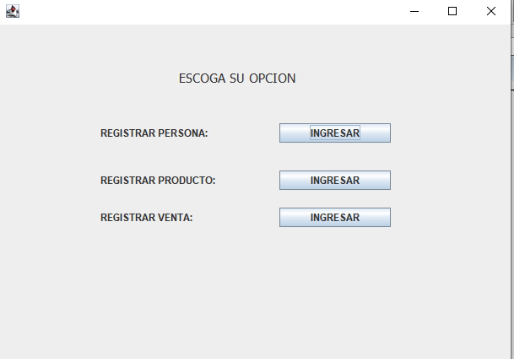 ESCOGA SU OPCION
REGISTRAR PERSONA: INGRESAR
REGISTRAR PRODUCTO: INGRESAR
REGISTRAR VENTA: INGRESAR